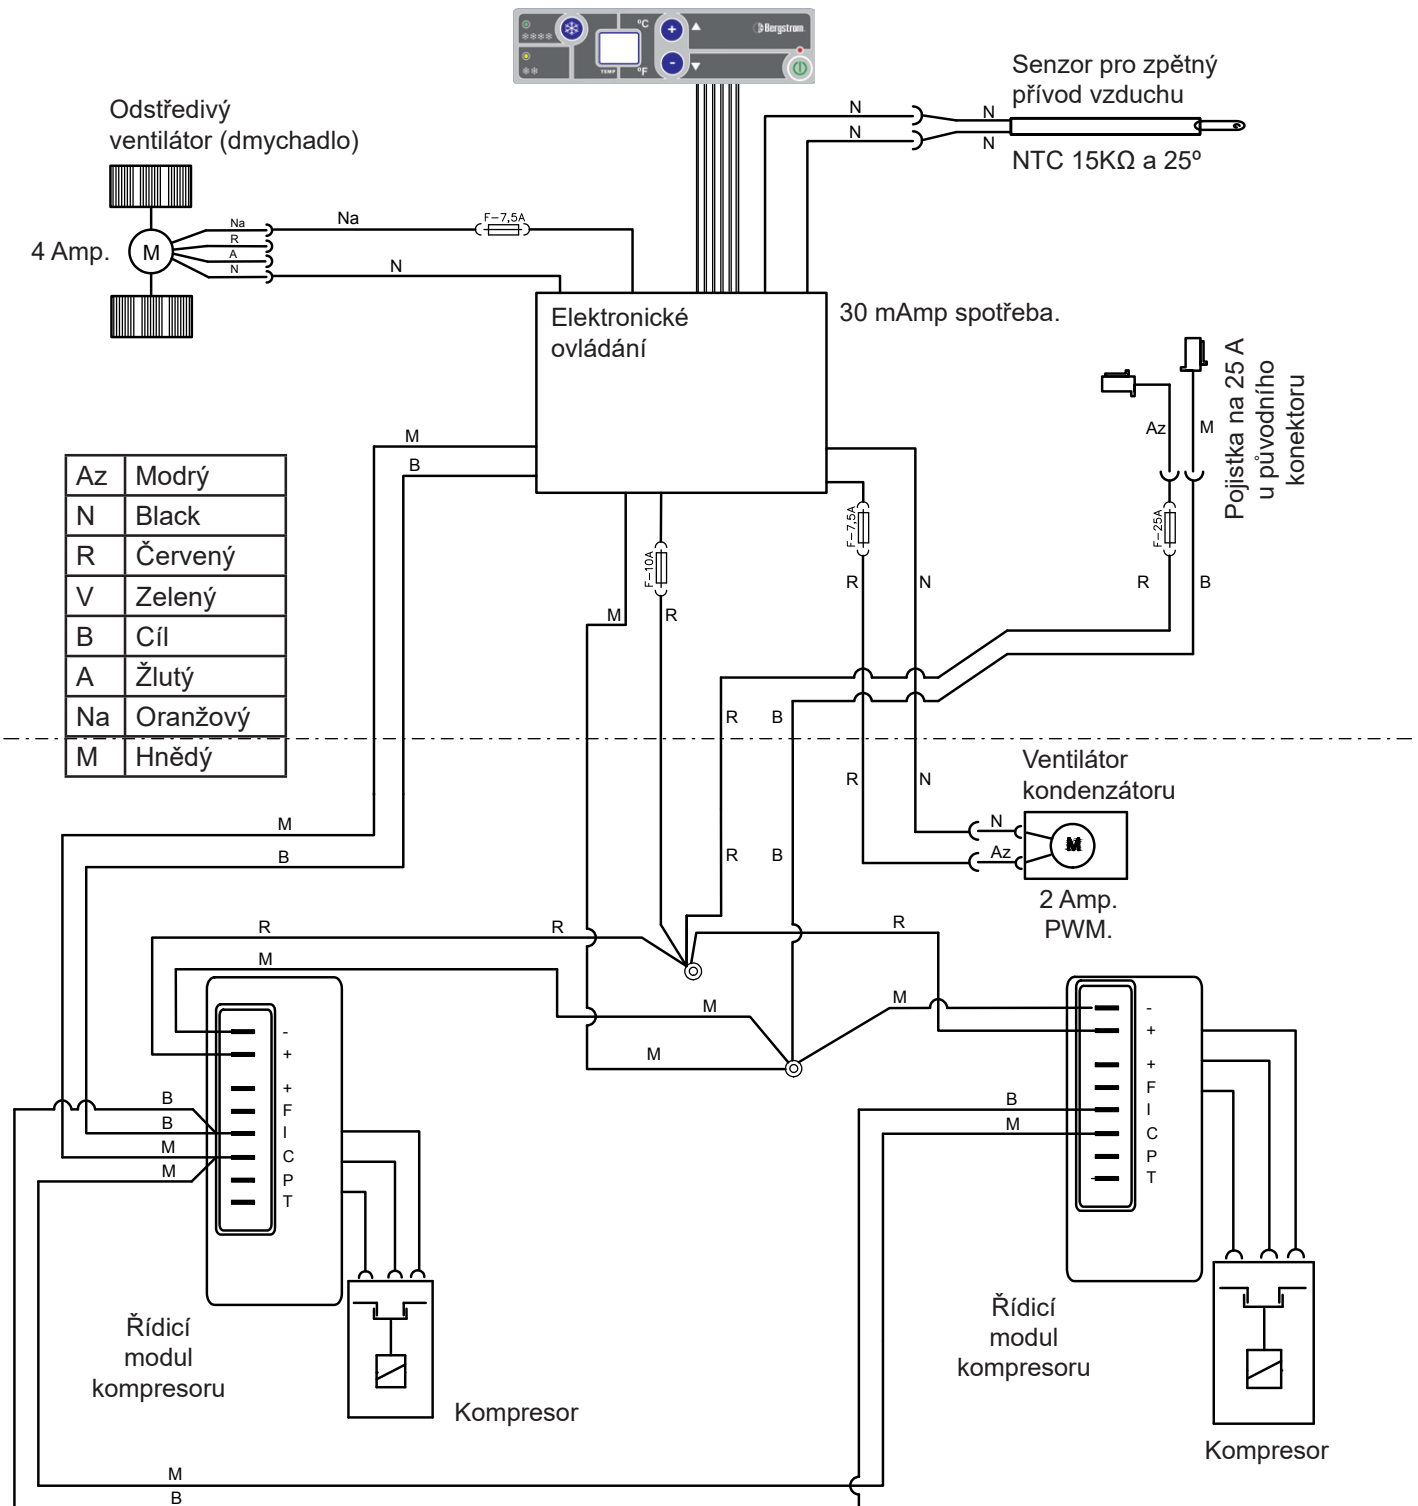 °C
Bergstrom
TEMP
°F
Senzor pro zpětný
přívod vzduchu
N
N
N
N
NTC 15KΩ a 25º
Odstředivý
ventilátor (dmychadlo)
4 Amp.
M
Na
R
A
N
Na
F-7,5A
N
Elektronické
ovládání
30 mAmp spotřeba.
Pojistka na 25 A
u původního
konektoru
Az
M
M
B
Az Modrý
N Black
R Červený
V Zelený
B Cíl
A Žlutý
Na Oranžový
M Hnědý
F-10A
F-7,5A
F-25A
M
R
R
N
R
B
R
B
R
N
Ventilátor
kondenzátoru
N
Az
M
2 Amp.
PWM.
M
B
R
B
R
R
R
M
M
M
M
-
+
+
F
I
C
P
T
B
B
M
M
-
+
+
F
I
C
P
T
B
M
Řídicí
modul
kompresoru
Kompresor
Řídicí
modul
kompresoru
Kompresor
M
B